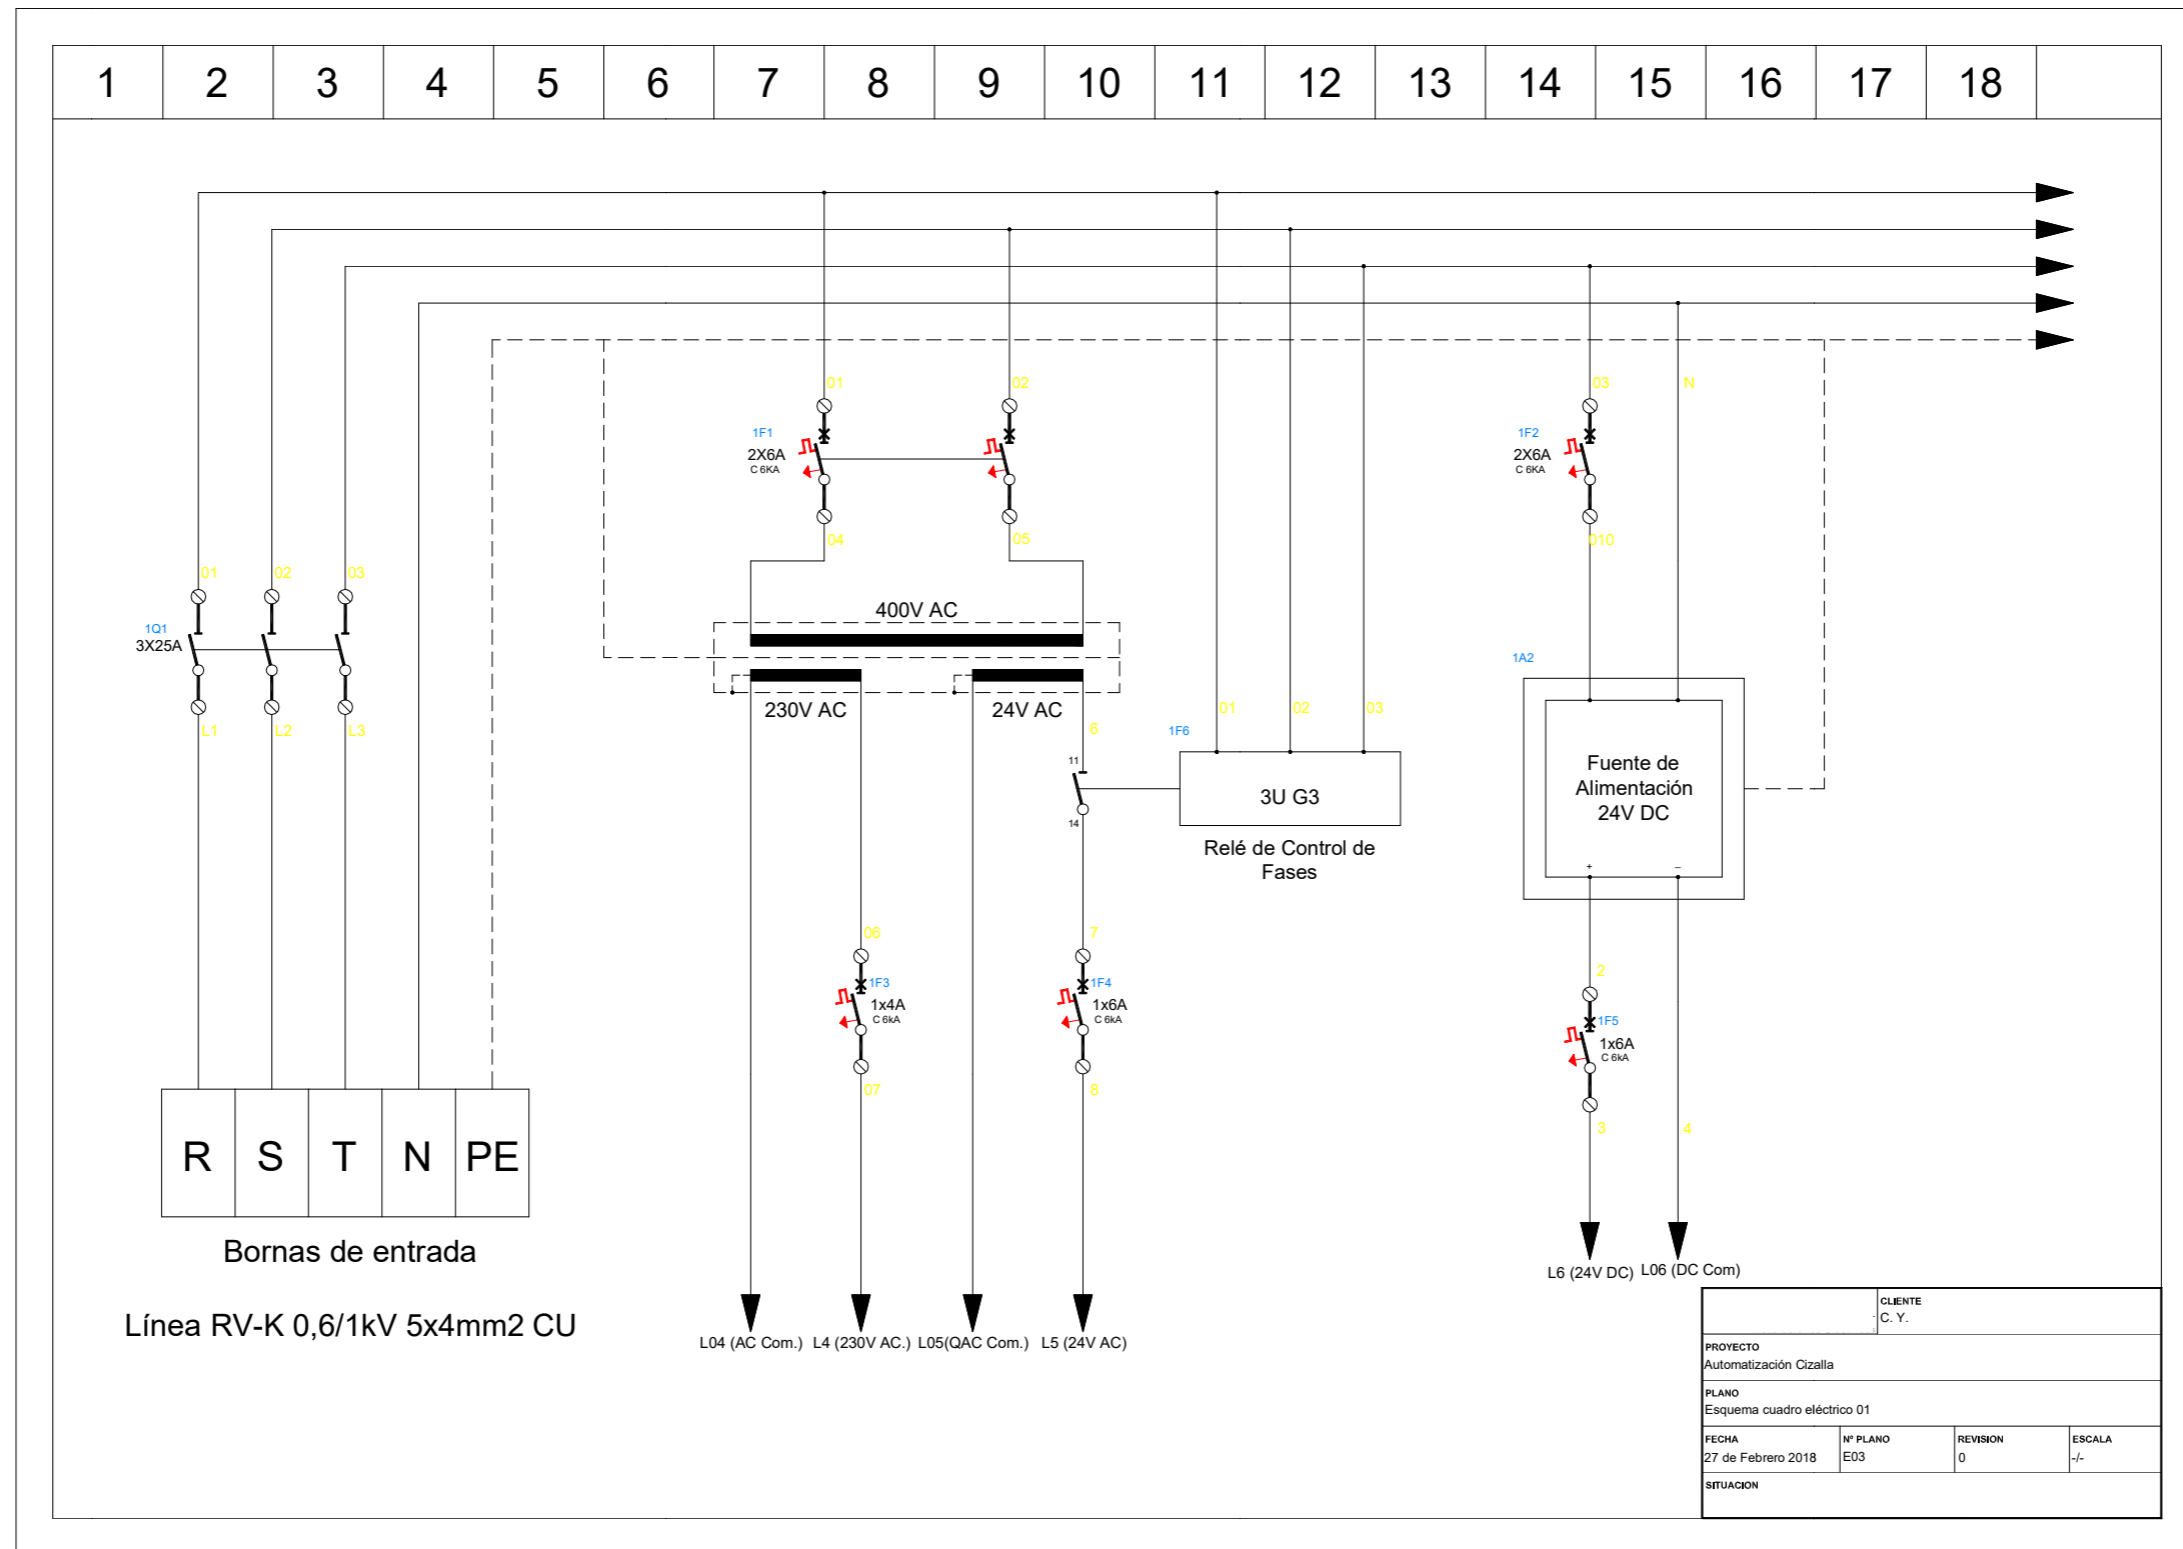 1 2 3 4 5 6 7 8 9 10 11 12 13 14 15 16 17 18
01 02 03 N
1F1
2X6A
C 6KA
1F2
2X6A
C 6KA
04 05 010
01 02 03
1Q1
3X25A
L1 L2 L3
400V AC
230V AC 24V AC
6
11
14
1F6
01 02 03
3U G3
Relé de Control de
Fases
1A2
Fuente de
Alimentación
24V DC
+ –
06
1F3
1x4A
C 6kA
07
7
1F4
1x6A
C 6kA
8
2
1F5
1x6A
C 6kA
3 4
R S T N PE
Bornas de entrada
Línea RV-K 0,6/1kV 5x4mm2 CU
L04 (AC Com.) L4 (230V AC.) L05(QAC Com.) L5 (24V AC)
L6 (24V DC) L06 (DC Com)
CLIENTE
C. Y.
PROYECTO
Automatización Cizalla
PLANO
Esquema cuadro eléctrico 01
FECHA Nº PLANO REVISION ESCALA
27 de Febrero 2018 E03 0 -/-
SITUACION